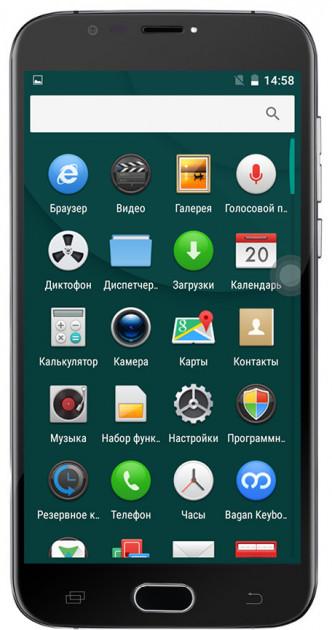 14:58
Браузер Видео Галерея Голосовой п..
20
Диктофон Диспетчер.. Загрузки Календарь
Калькулятор Камера Карты Контакты
Музыка Набор функ.. Настройки Программн..
Резервное к.. Телефон Часы Bagan Keybo..